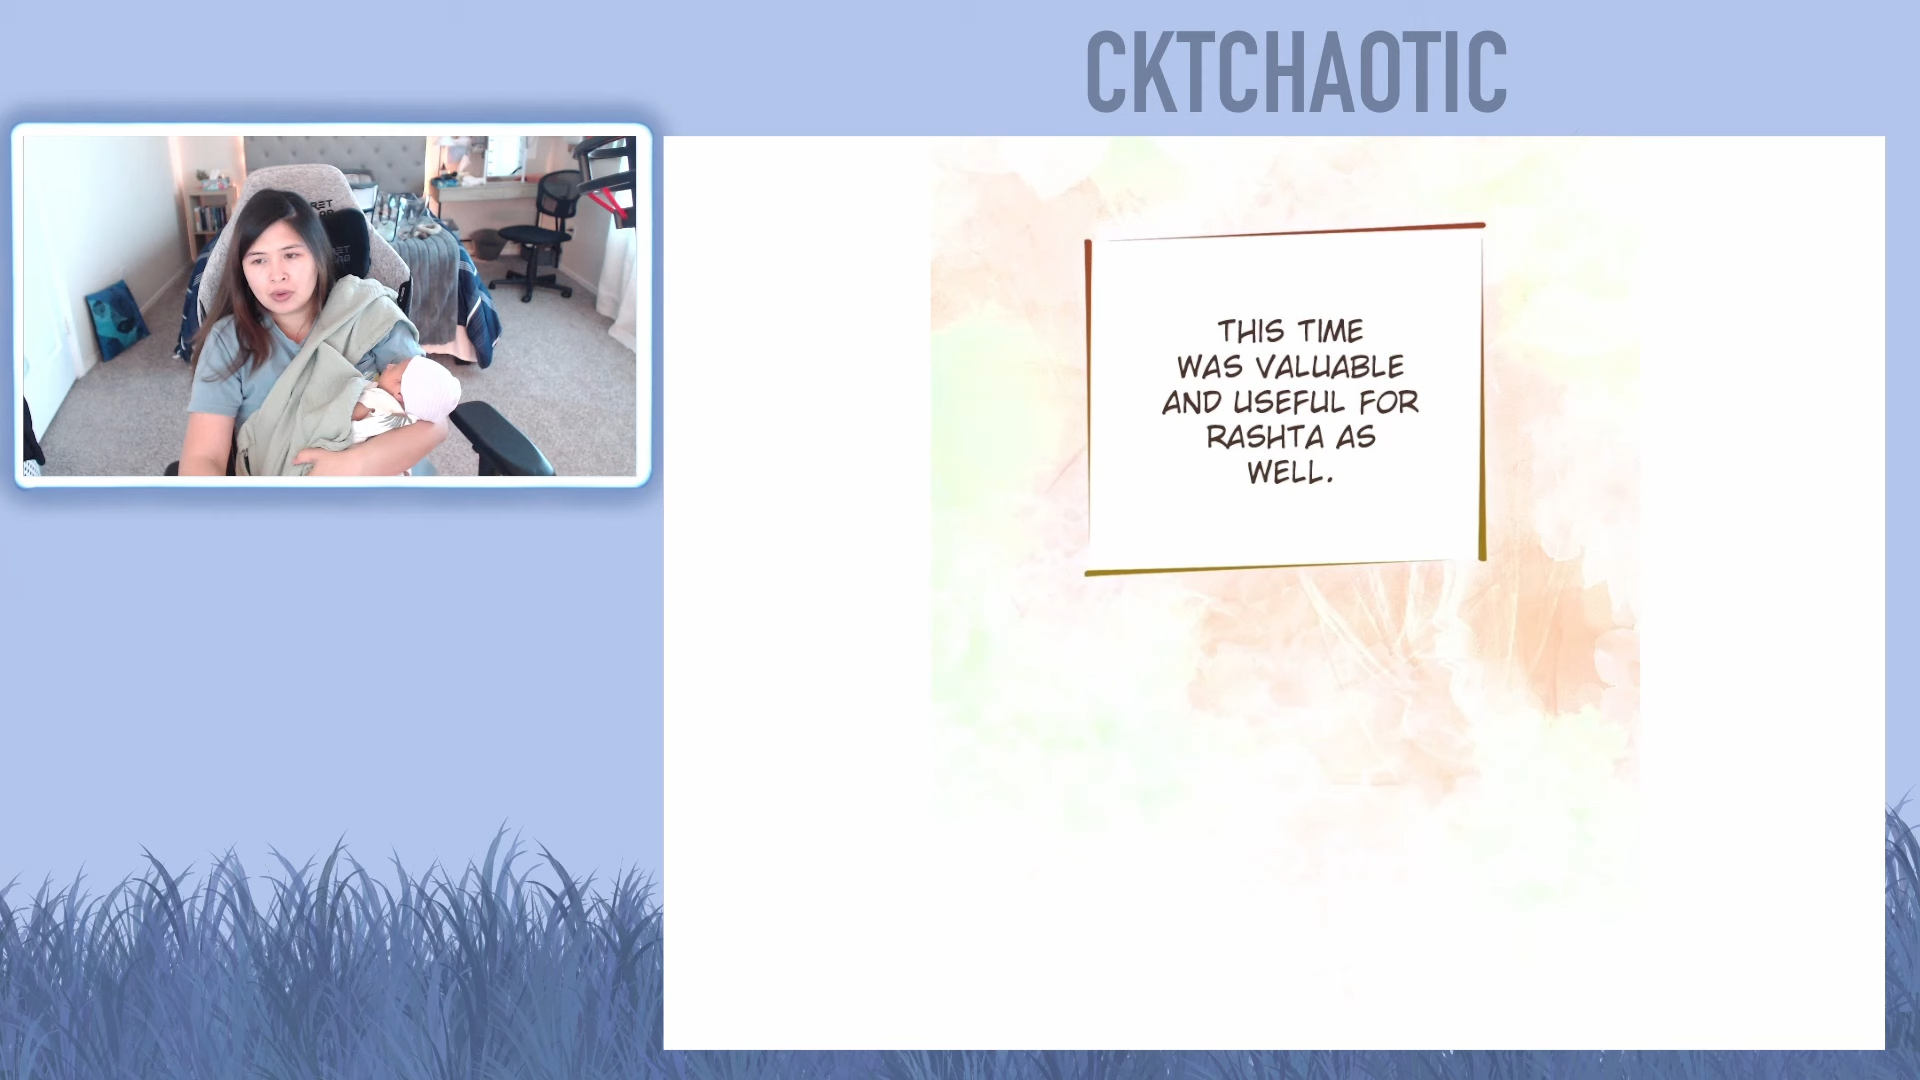 CKTCHAOTIC
THIS TIME
WAS VALUABLE
AND USEFUL FOR
RASHTA AS
WELL.